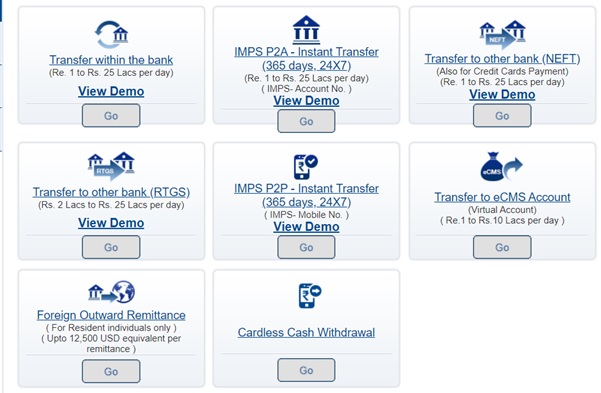 Transfer within the bank
(Re. 1 to Rs. 25 Lacs per day)
View Demo
Go
IMPS P2A - Instant Transfer
(365 days, 24X7)
(Re. 1 to Rs. 25 Lacs per day)
( IMPS- Account No. )
View Demo
Go
NEFT
Transfer to other bank (NEFT)
(Also for Credit Cards Payment)
(Re. 1 to Rs. 25 Lacs per day)
View Demo
Go
RTGS
Transfer to other bank (RTGS)
(Rs. 2 Lacs to Rs. 25 Lacs per day)
View Demo
Go
₹
IMPS P2P - Instant Transfer
(365 days, 24X7)
( IMPS- Mobile No. )
View Demo
Go
eCMS
Transfer to eCMS Account
(Virtual Account)
( Re.1 to Rs.10 Lacs per day )
Go
Foreign Outward Remittance
( For Resident individuals only )
( Upto 12,500 USD equivalent per
remittance )
Go
₹
Cardless Cash Withdrawal
Go